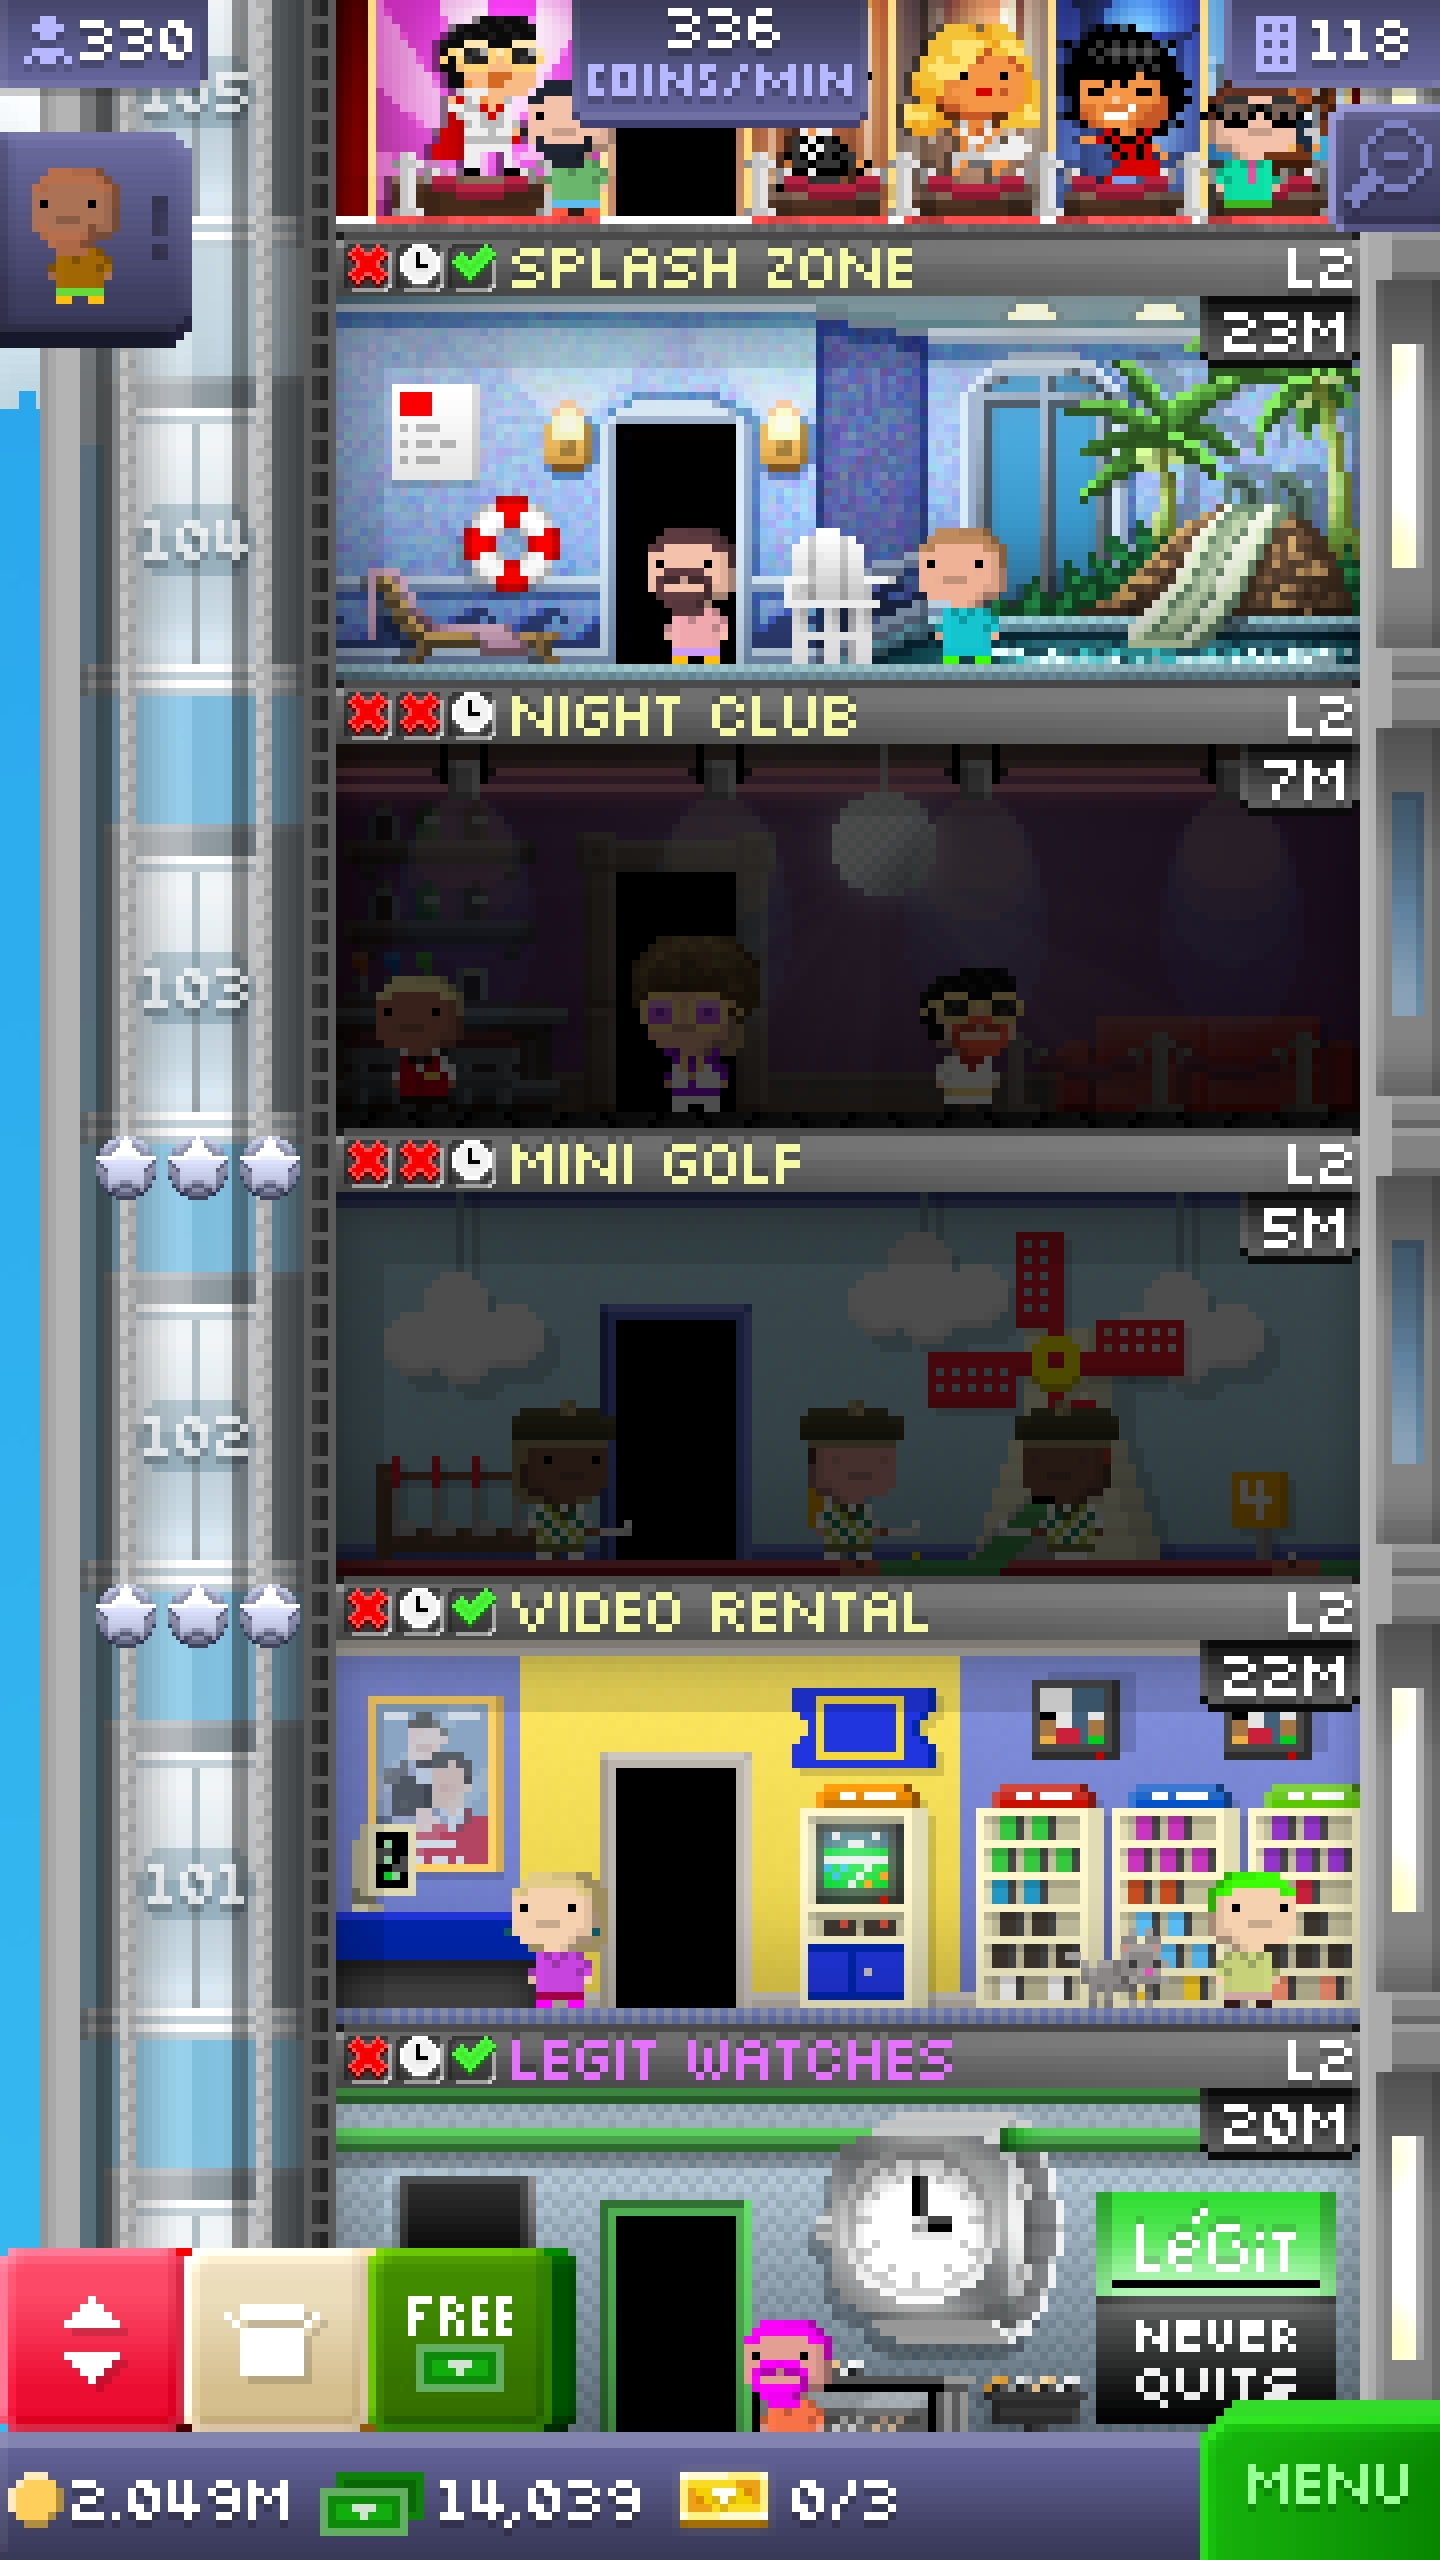 330
336
COINS/MIN
118
105
SPLASH ZONE
L2
23M
104
NIGHT CLUB
L2
7M
103
MINI GOLF
L2
5M
102
4
VIDEO RENTAL
L2
22M
101
LEGIT WATCHES
L2
20M
LéGiT
NEVER
QUITS
FREE
2.049M
14,039
0/3
MENU